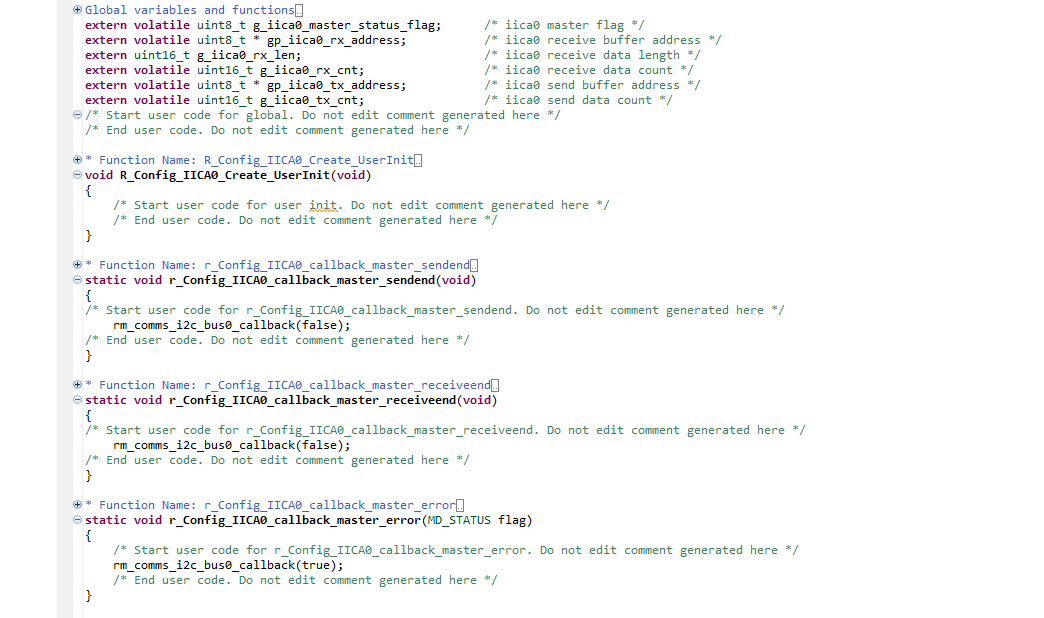 Global variables and functions
extern volatile uint8_t g_iica0_master_status_flag; /* iica0 master flag */
extern volatile uint8_t * gp_iica0_rx_address; /* iica0 receive buffer address */
extern uint16_t g_iica0_rx_len; /* iica0 receive data length */
extern volatile uint16_t g_iica0_rx_cnt; /* iica0 receive data count */
extern volatile uint8_t * gp_iica0_tx_address; /* iica0 send buffer address */
extern volatile uint16_t g_iica0_tx_cnt; /* iica0 send data count */
/* Start user code for global. Do not edit comment generated here */
/* End user code. Do not edit comment generated here */
* Function Name: R_Config_IICA0_Create_UserInit
void R_Config_IICA0_Create_UserInit(void)
{
/* Start user code for user init. Do not edit comment generated here */
/* End user code. Do not edit comment generated here */
}
* Function Name: r_Config_IICA0_callback_master_sendend
static void r_Config_IICA0_callback_master_sendend(void)
{
/* Start user code for r_Config_IICA0_callback_master_sendend. Do not edit comment generated here */
rm_comms_i2c_bus0_callback(false);
/* End user code. Do not edit comment generated here */
}
* Function Name: r_Config_IICA0_callback_master_receiveend
static void r_Config_IICA0_callback_master_receiveend(void)
{
/* Start user code for r_Config_IICA0_callback_master_receiveend. Do not edit comment generated here */
rm_comms_i2c_bus0_callback(false);
/* End user code. Do not edit comment generated here */
}
* Function Name: r_Config_IICA0_callback_master_error
static void r_Config_IICA0_callback_master_error(MD_STATUS flag)
{
/* Start user code for r_Config_IICA0_callback_master_error. Do not edit comment generated here */
rm_comms_i2c_bus0_callback(true);
/* End user code. Do not edit comment generated here */
}